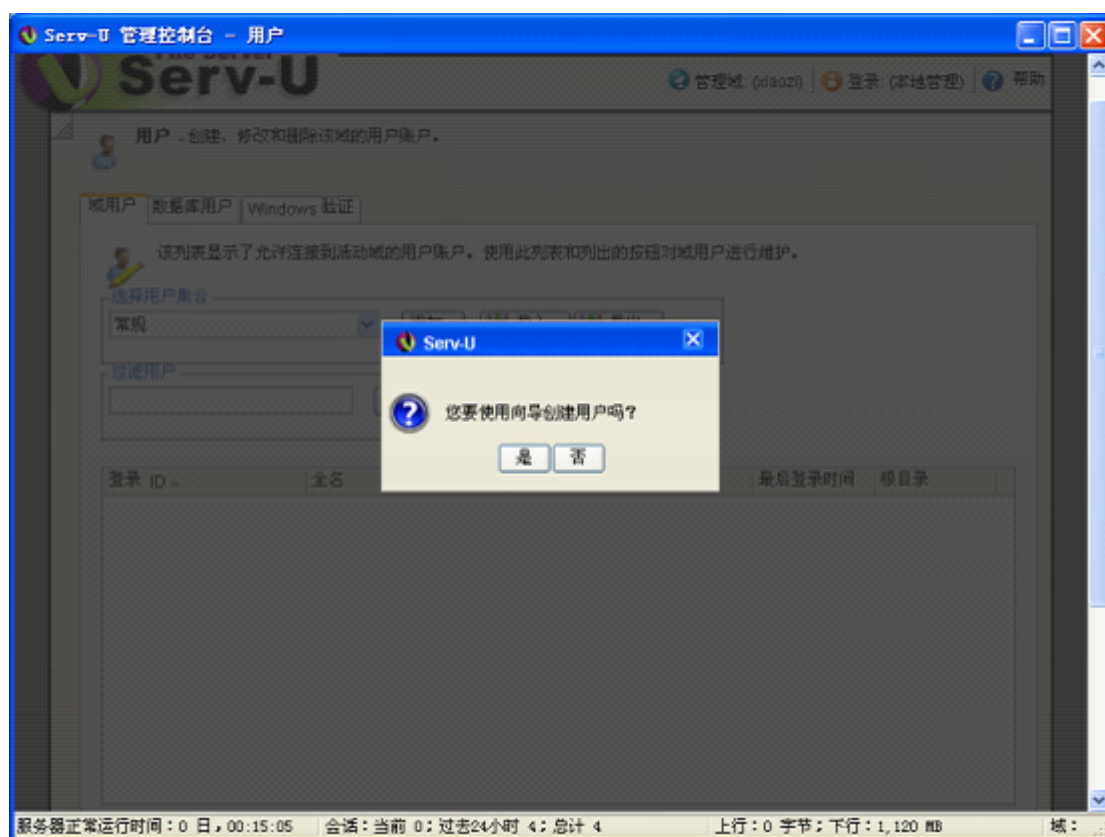 Serv-U 管理控制台 - 用户
Serv-U
管理域: (xiaozi) 登录: (本地管理) 帮助
用户 - 创建、修改和删除该域的用户账户。
域用户 数据库用户 Windows 验证
该列表显示了允许连接到活动域的用户账户。使用此列表和列出的按钮对域用户进行维护。
选择用户集合
常规
Serv-U
过滤用户
您要使用向导创建用户吗?
是 否
登录 ID 全名 最后登录时间 根目录
服务器正常运行时间:0 日,00:15:05 会话:当前 0;过去24小时 4;总计 4 上行:0 字节;下行:1,120 MB 域: